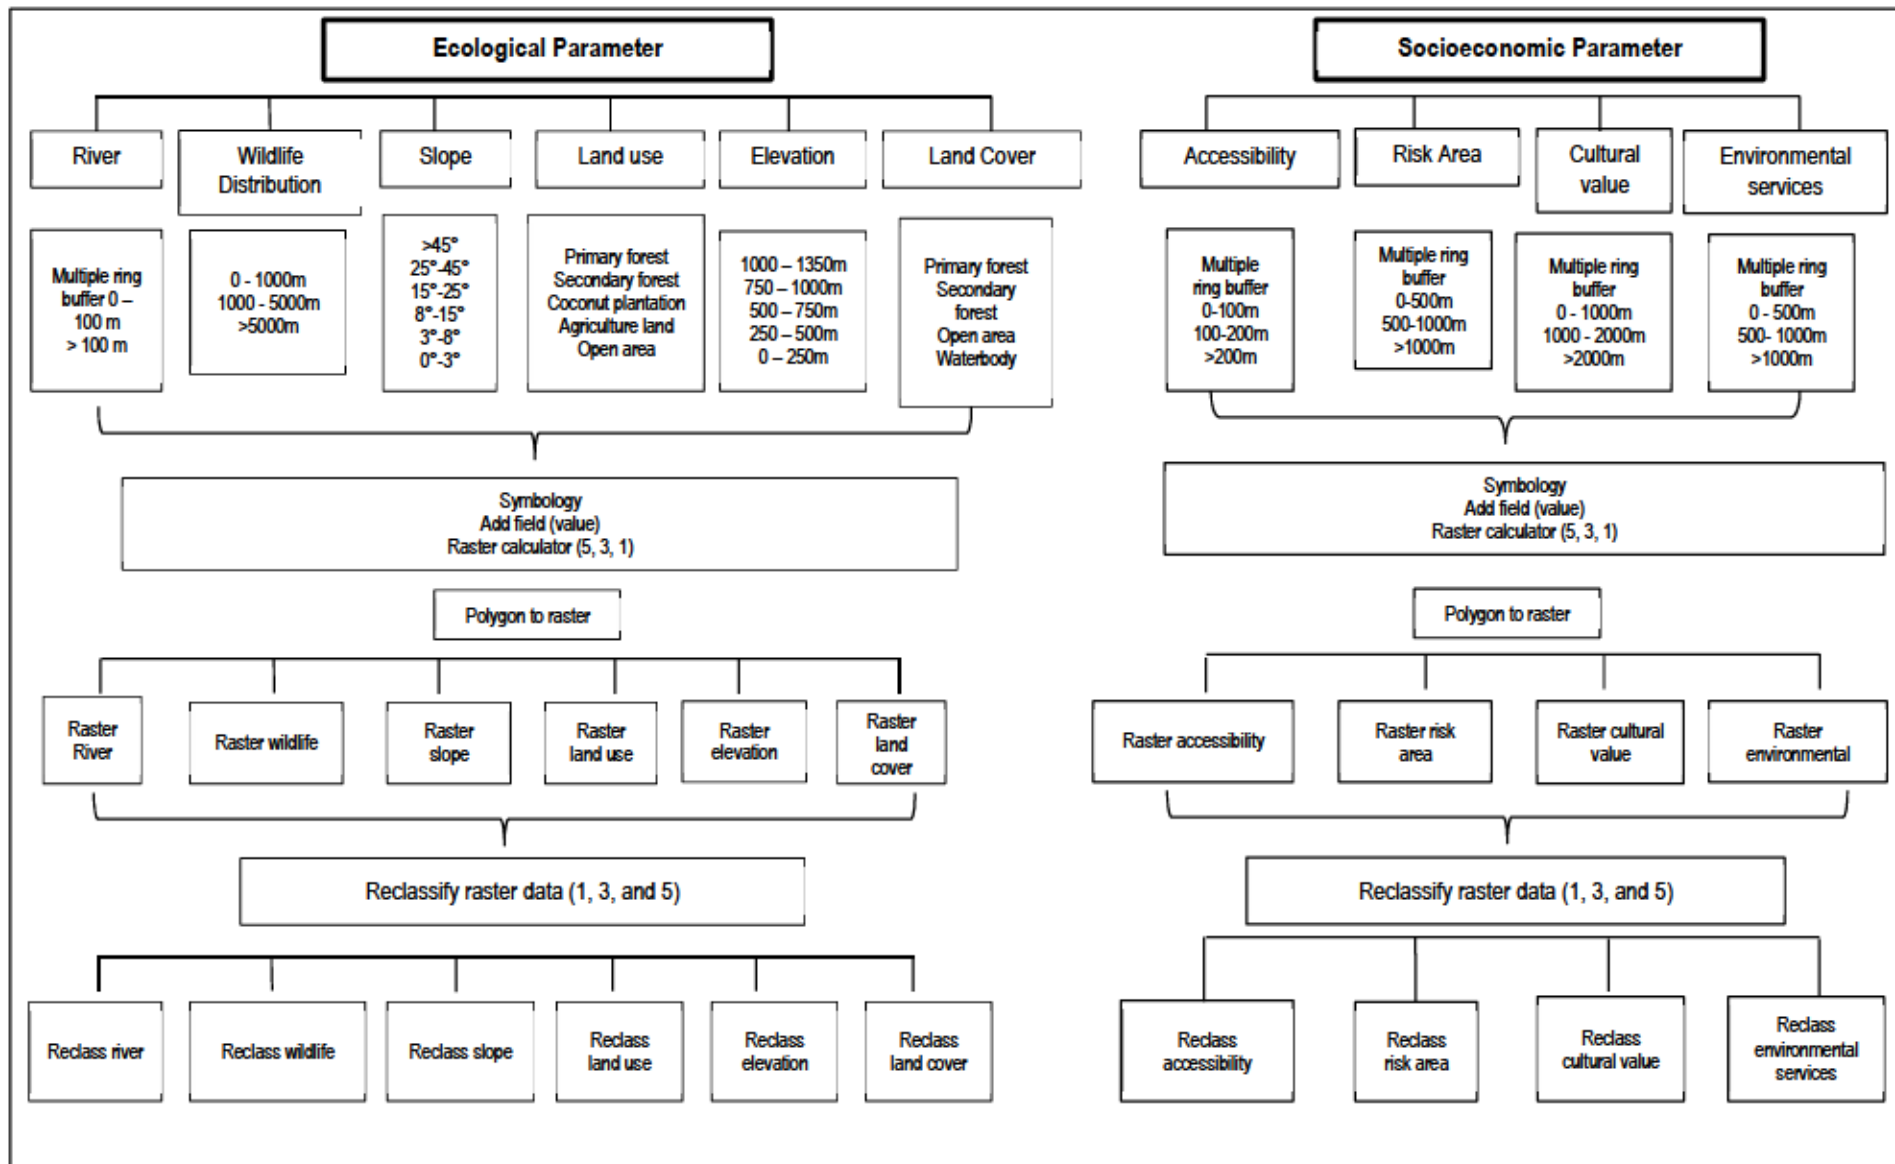 Ecological Parameter
River
Wildlife
Distribution
Slope
Land use
Elevation
Land Cover
Multiple ring
buffer 0 –
100 m
> 100 m
0 - 1000m
1000 - 5000m
>5000m
>45°
25°-45°
15°-25°
8°-15°
3°-8°
0°-3°
Primary forest
Secondary forest
Coconut plantation
Agriculture land
Open area
1000 – 1350m
750 – 1000m
500 – 750m
250 – 500m
0 – 250m
Primary forest
Secondary
forest
Open area
Waterbody
Symbology
Add field (value)
Raster calculator (5, 3, 1)
Polygon to raster
Raster
River
Raster wildlife
Raster
slope
Raster
land use
Raster
elevation
Raster
land
cover
Reclassify raster data (1, 3, and 5)
Reclass river
Reclass wildlife
Reclass slope
Reclass
land use
Reclass
elevation
Reclass
land cover
Socioeconomic Parameter
Accessibility
Risk Area
Cultural
value
Environmental
services
Multiple
ring buffer
0-100m
100-200m
>200m
Multiple ring
buffer
0-500m
500-1000m
>1000m
Multiple ring
buffer
0 - 1000m
1000 - 2000m
>2000m
Multiple ring
buffer
0 - 500m
500- 1000m
>1000m
Symbology
Add field (value)
Raster calculator (5, 3, 1)
Polygon to raster
Raster accessibility
Raster risk
area
Raster cultural
value
Raster
environmental
Reclassify raster data (1, 3, and 5)
Reclass
accessibility
Reclass
risk area
Reclass
cultural value
Reclass
environmental
services